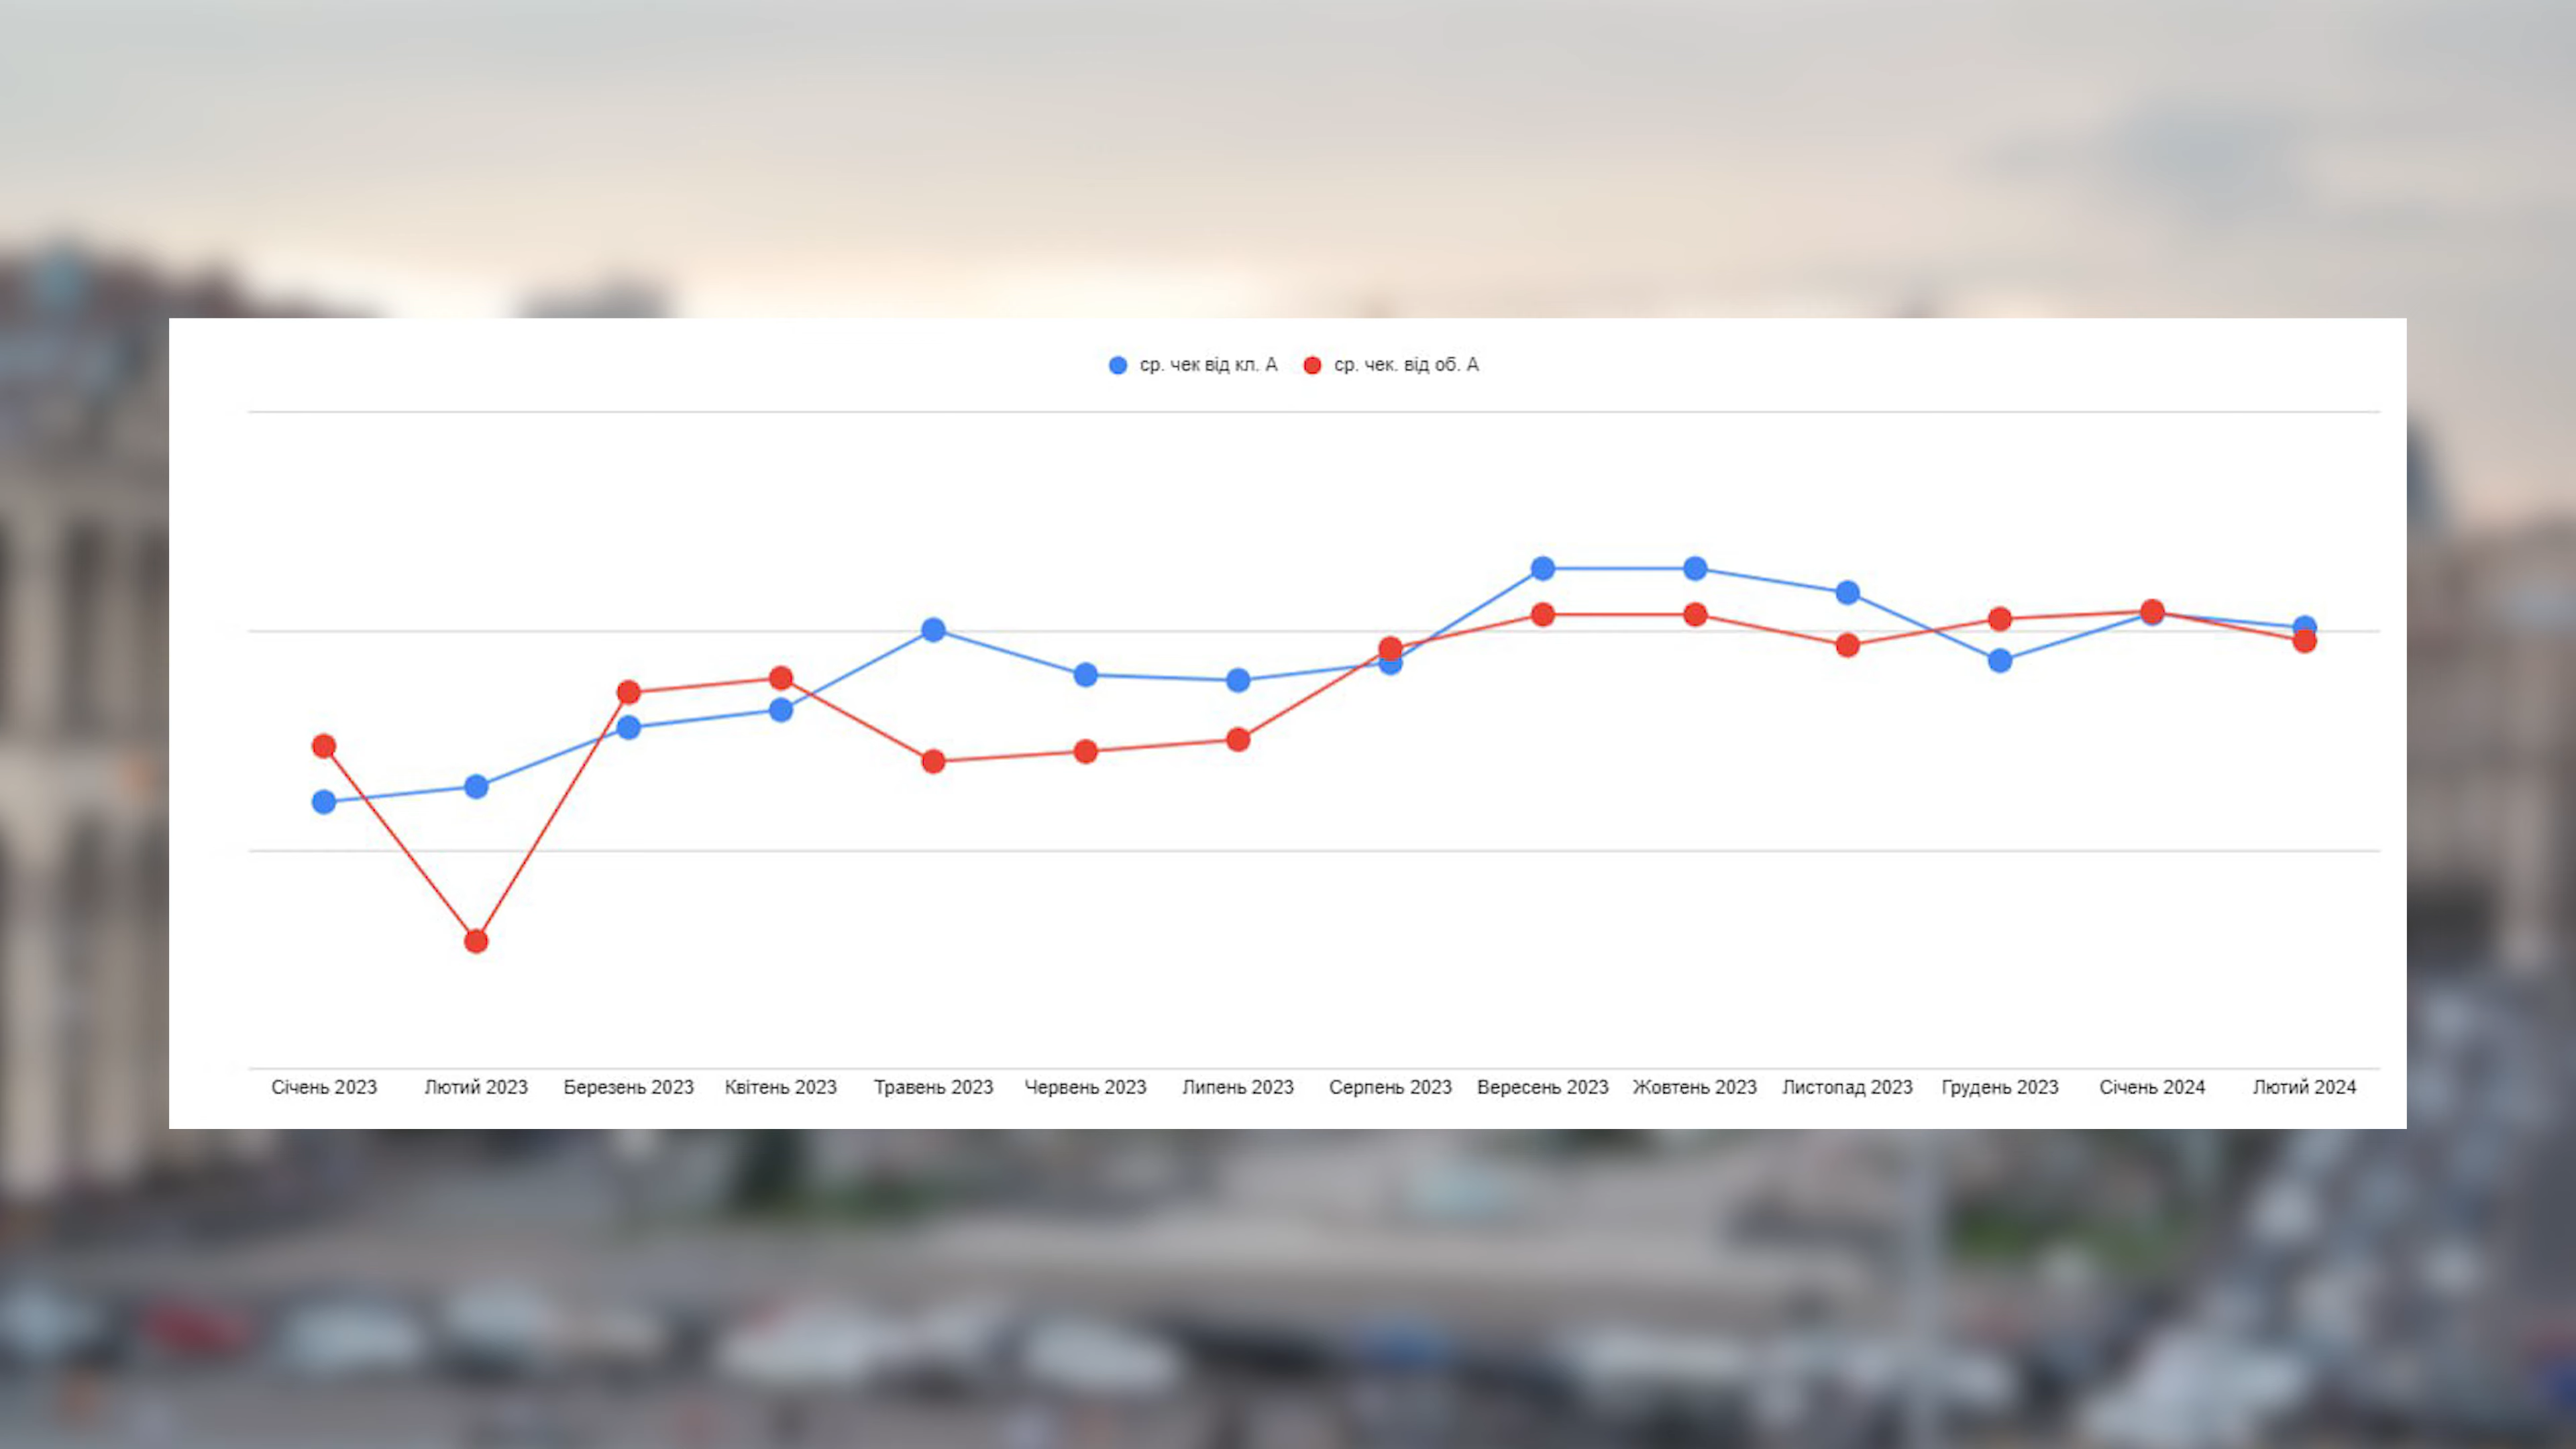 ср. чек від кл. А ср. чек. від об. А
Січень 2023 Лютий 2023 Березень 2023 Квітень 2023 Травень 2023 Червень 2023 Липень 2023 Серпень 2023 Вересень 2023 Жовтень 2023 Листопад 2023 Грудень 2023 Січень 2024 Лютий 2024